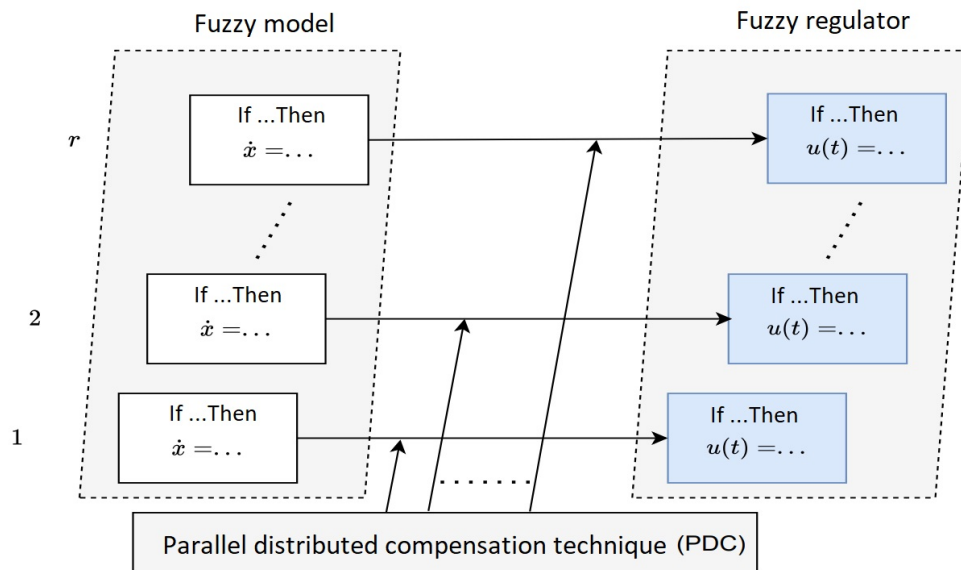 Fuzzy model
Fuzzy regulator
r
If ...Then
ẋ =...
If ...Then
u(t) =...
2
If ...Then
ẋ =...
If ...Then
u(t) =...
1
If ...Then
ẋ =...
If ...Then
u(t) =...
Parallel distributed compensation technique (PDC)